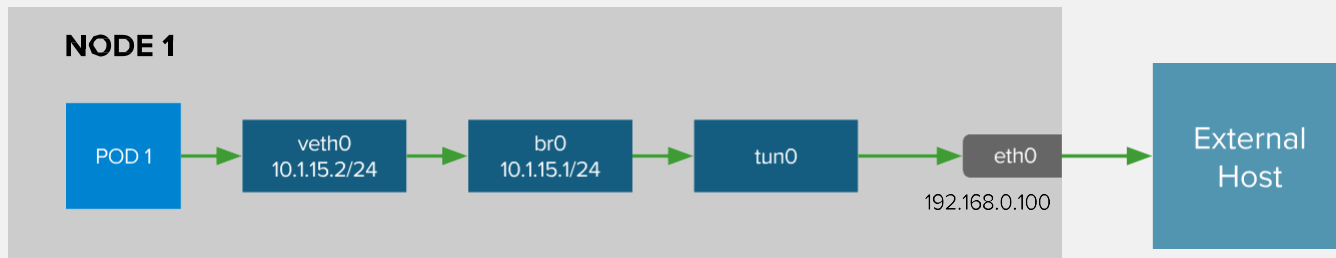 NODE 1
POD 1
veth0
10.1.15.2/24
br0
10.1.15.1/24
tun0
eth0
192.168.0.100
External
Host